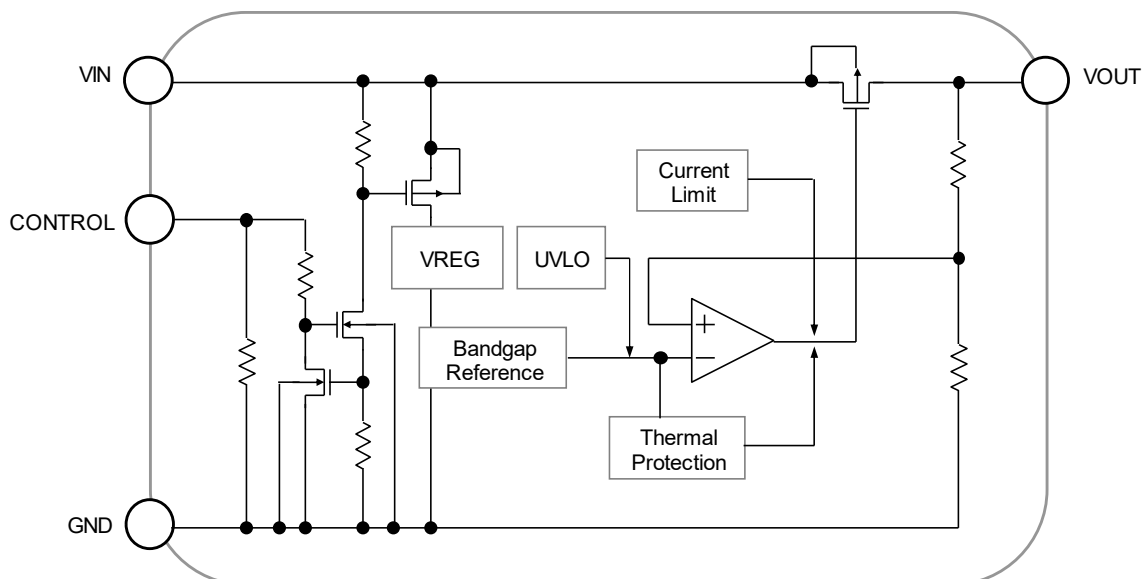 VIN
VOUT
Current
Limit
CONTROL
VREG
UVLO
+
Bandgap
Reference
−
Thermal
Protection
GND